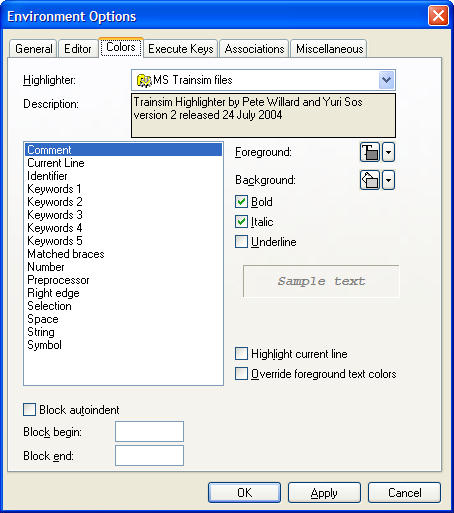 Environment Options
General Editor Colors Execute Keys Associations Miscellaneous
Highlighter: MS Trainsim files
Description: Trainsim Highlighter by Pete Willard and Yuri Sos
version 2 released 24 July 2004
Comment
Current Line
Identifier
Keywords 1
Keywords 2
Keywords 3
Keywords 4
Keywords 5
Matched braces
Number
Preprocessor
Right edge
Selection
Space
String
Symbol
Foreground:
Background:
Bold
Italic
Underline
Sample text
Highlight current line
Override foreground text colors
Block autoindent
Block begin:
Block end:
OK Apply Cancel